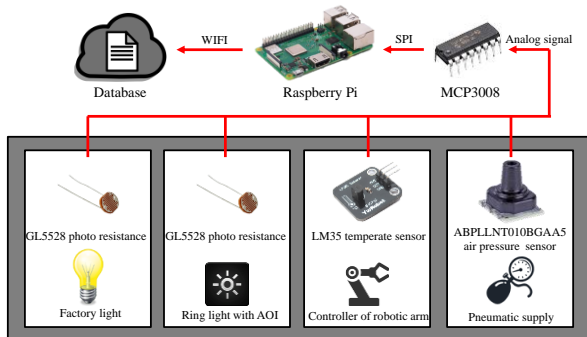 WIFI
SPI
Analog signal
Database
Raspberry Pi
MCP3008
GL5528 photo resistance
Factory light
GL5528 photo resistance
Ring light with AOI
LM35 temperate sensor
Controller of robotic arm
ABPLLNT010BGAA5
air pressure sensor
Pneumatic supply